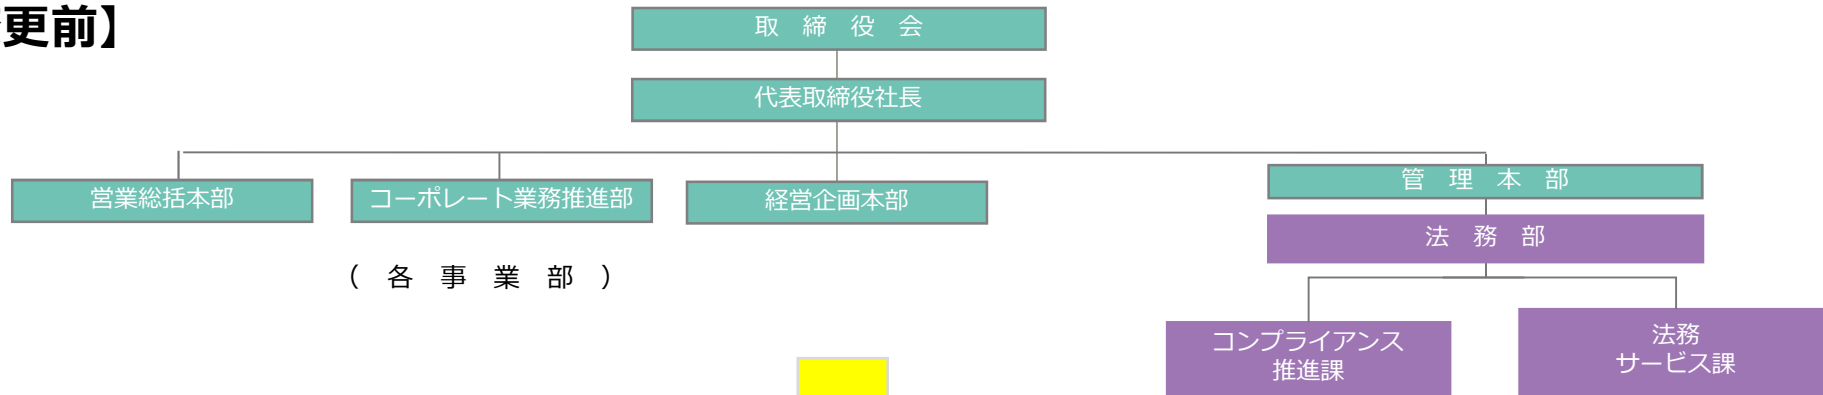 更前】
取　締　役　会
代表取締役社長
営業総括本部
コーポレート業務推進部
経営企画本部
管　理　本　部
法　務　部
（　各　事　業　部　）
コンプライアンス
推進課
法務
サービス課